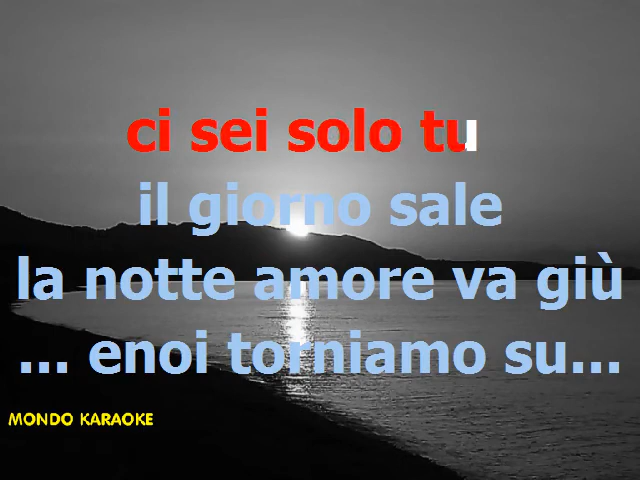 ci sei solo tu
il giorno sale
la notte amore va giù
... enoi torniamo su...
MONDO KARAOKE